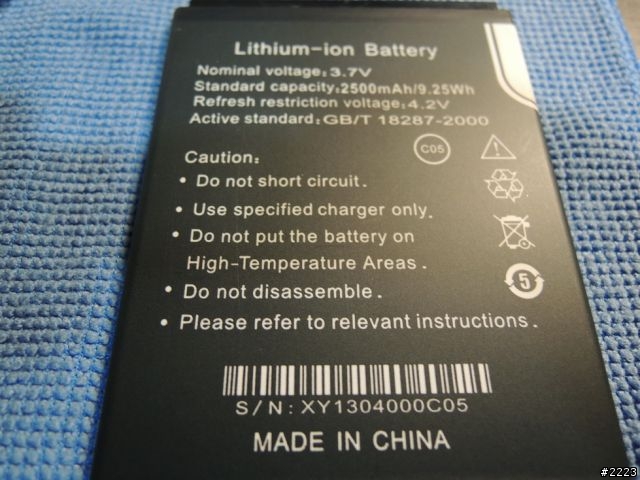 Lithium-ion Battery
Nominal voltage:3.7V
Standard capacity:2500mAh/9.25Wh
Refresh restriction voltage:4.2V
Active standard:GB/T 18287-2000
C05
Caution:
• Do not short circuit.
• Use specified charger only.
• Do not put the battery on
High-Temperature Areas.
5
• Do not disassemble.
• Please refer to relevant instructions.
S/N:XY1304000C05
MADE IN CHINA
#2223